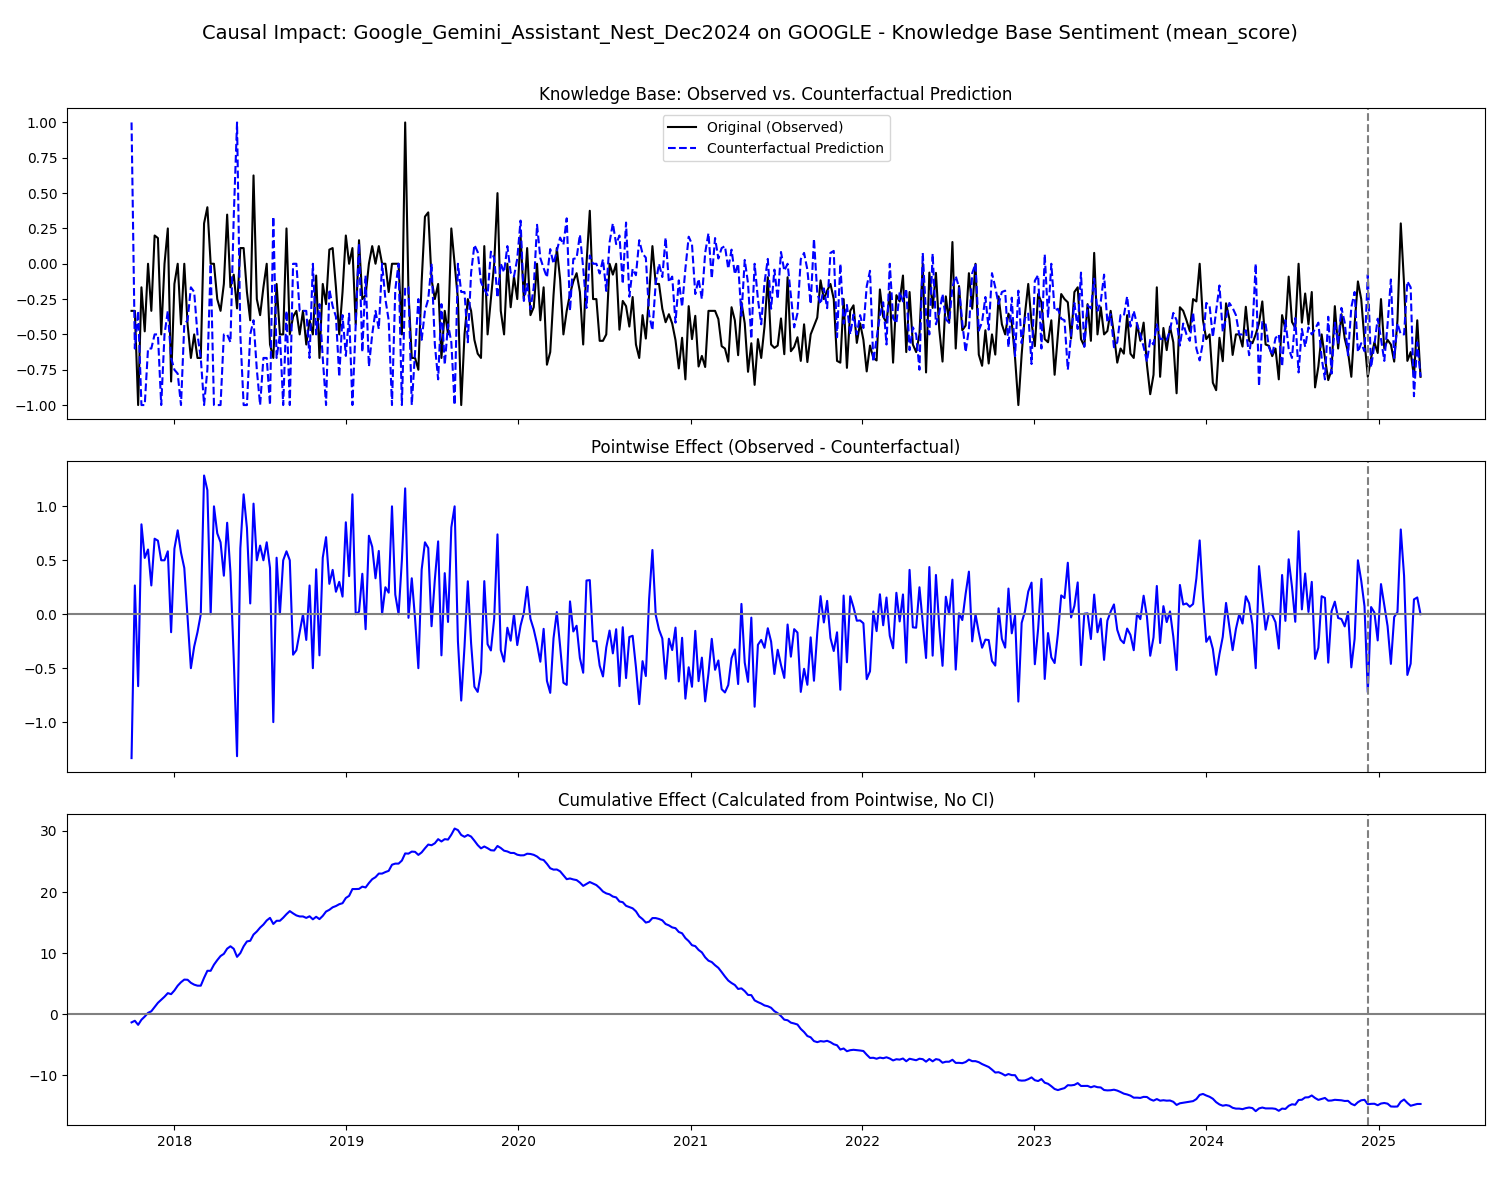 Causal Impact: Google_Gemini_Assistant_Nest_Dec2024 on GOOGLE - Knowledge Base Sentiment (mean_score)
Knowledge Base: Observed vs. Counterfactual Prediction
Original (Observed)
Counterfactual Prediction
1.00
0.75
0.50
0.25
0.00
−0.25
−0.50
−0.75
−1.00
Pointwise Effect (Observed - Counterfactual)
1.0
0.5
0.0
−0.5
−1.0
Cumulative Effect (Calculated from Pointwise, No CI)
30
20
10
0
−10
2018 2019 2020 2021 2022 2023 2024 2025